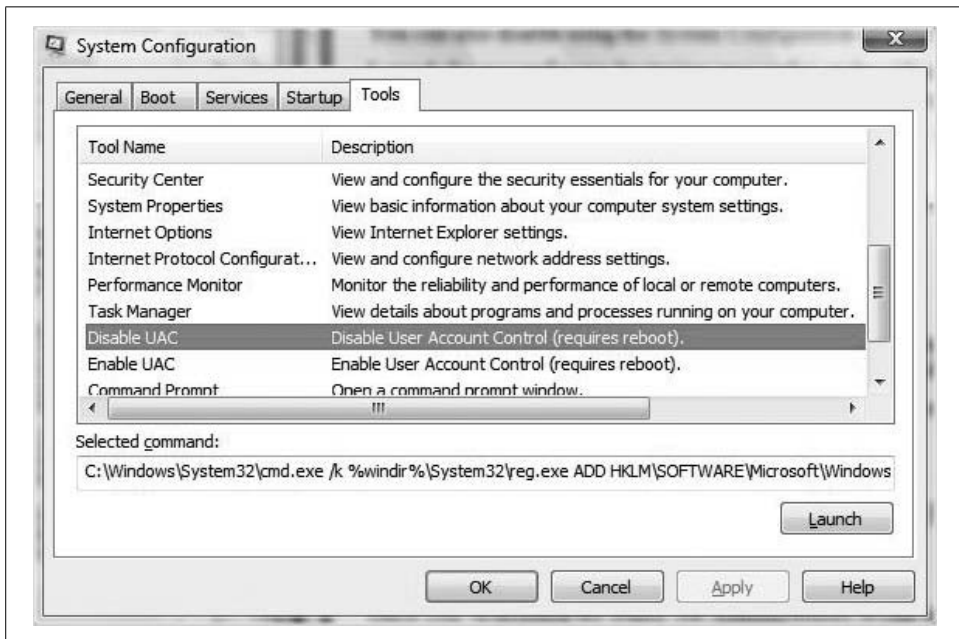 System Configuration
General Boot Services Startup Tools
Tool Name Description
Security Center View and configure the security essentials for your computer.
System Properties View basic information about your computer system settings.
Internet Options View Internet Explorer settings.
Internet Protocol Configurat... View and configure network address settings.
Performance Monitor Monitor the reliability and performance of local or remote computers.
Task Manager View details about programs and processes running on your computer.
Disable UAC Disable User Account Control (requires reboot).
Enable UAC Enable User Account Control (requires reboot).
Command Prompt Open a command prompt window.
Selected command:
C:\Windows\System32\cmd.exe /k %windir%\System32\reg.exe ADD HKLM\SOFTWARE\Microsoft\Windows
Launch
OK Cancel Apply Help